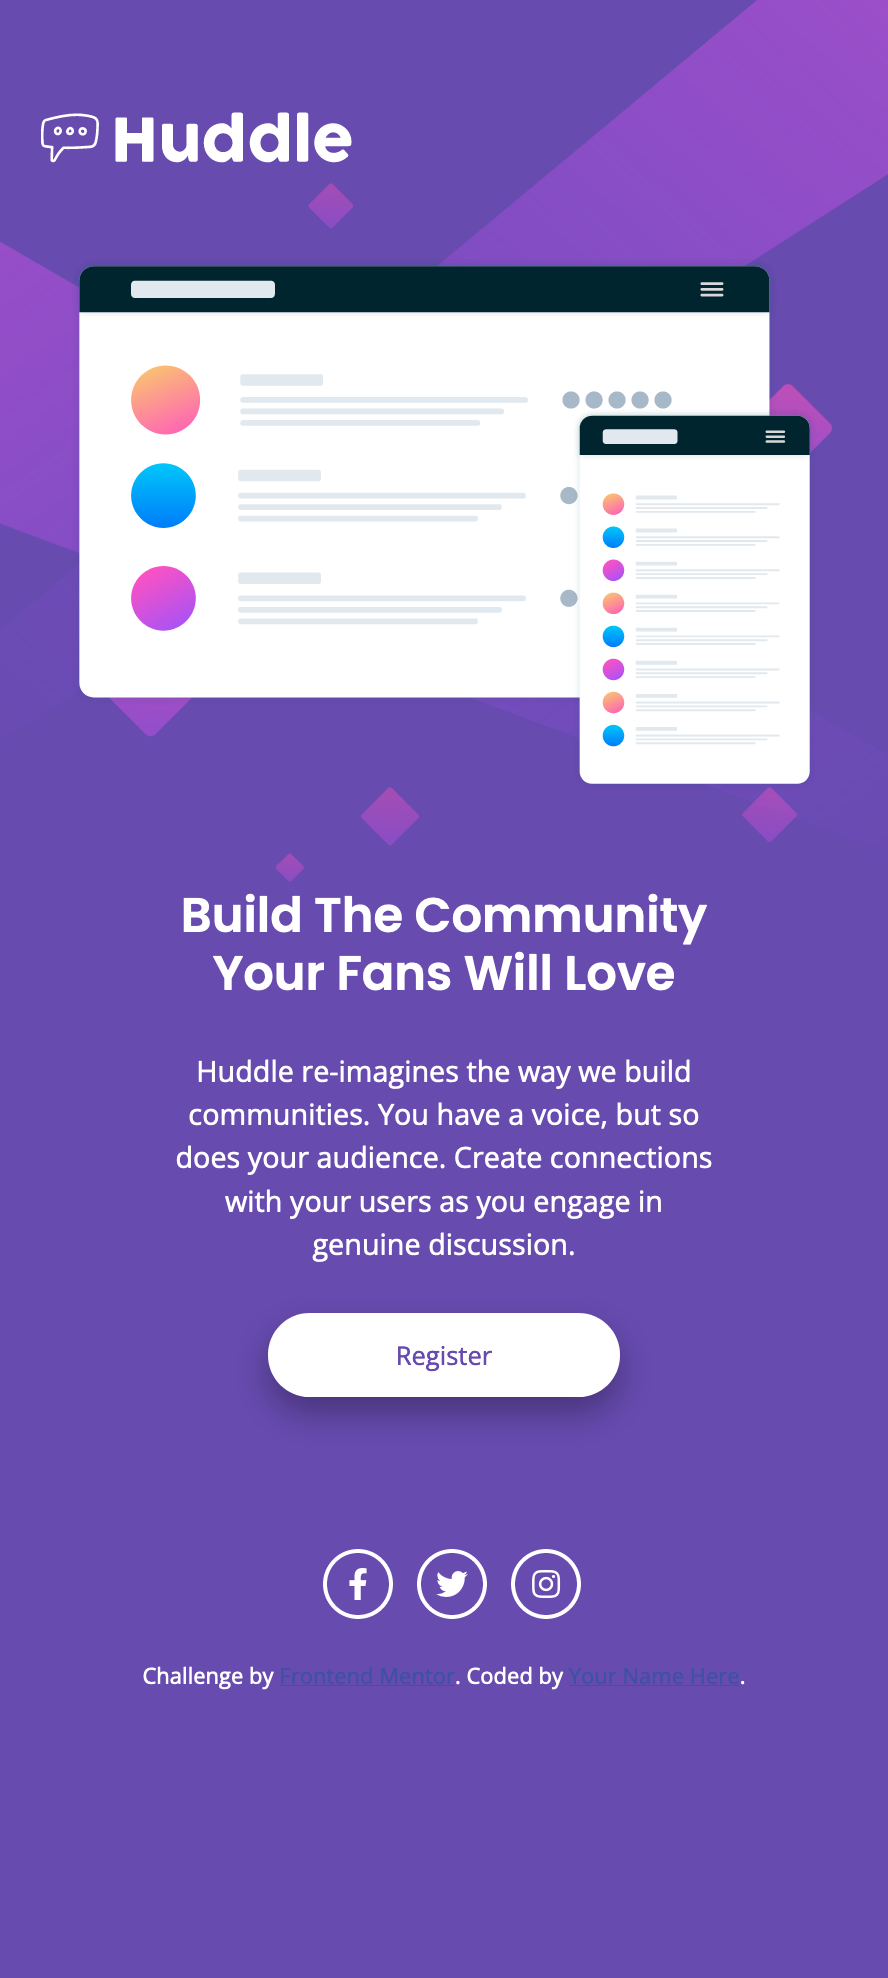 Huddle
Build The Community
Your Fans Will Love
Huddle re-imagines the way we build
communities. You have a voice, but so
does your audience. Create connections
with your users as you engage in
genuine discussion.
Register
Challenge by Frontend Mentor. Coded by Your Name Here.